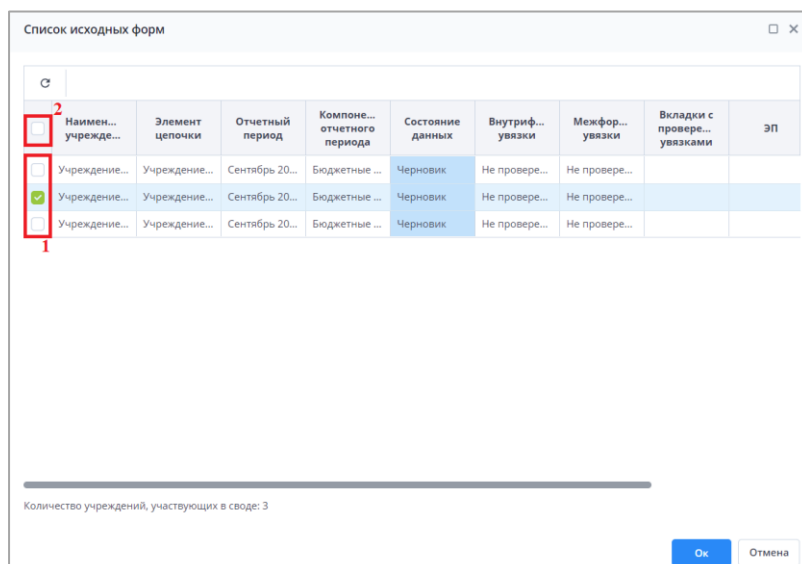 Список исходных форм
2
Наимен... учрежде...
Элемент цепочки
Отчетный период
Компоне... отчетного периода
Состояние данных
Внутриф... увязки
Межфор... увязки
Вкладки с провере... увязками
ЭП
Учреждение... Учреждение... Сентябрь 20... Бюджетные ... Черновик Не провере... Не провере...
Учреждение... Учреждение... Сентябрь 20... Бюджетные ... Черновик Не провере... Не провере...
Учреждение... Учреждение... Сентябрь 20... Бюджетные ... Черновик Не провере... Не провере...
1
Количество учреждений, участвующих в своде: 3
Ок Отмена